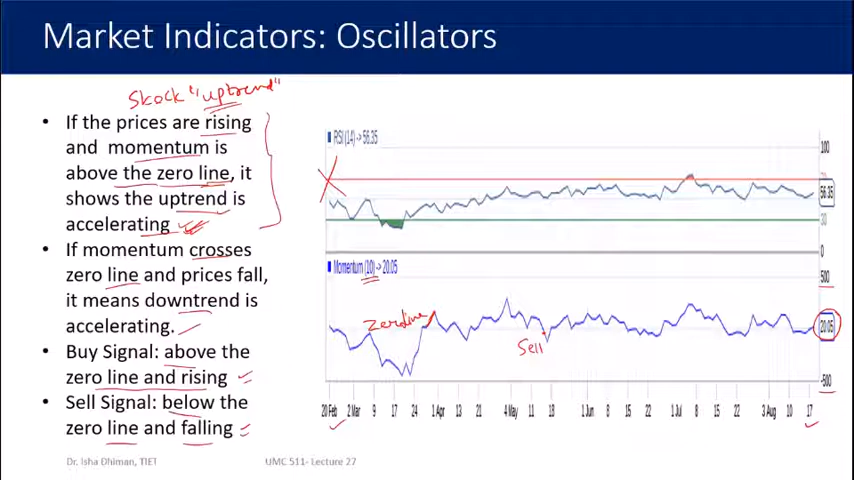 Market Indicators: Oscillators
Stock "uptrend"
• If the prices are rising
and momentum is
above the zero line, it
shows the uptrend is
accelerating
• If momentum crosses
zero line and prices fall,
it means downtrend is
accelerating.
• Buy Signal: above the
zero line and rising
• Sell Signal: below the
zero line and falling
RSI (14) -> 56.35
100
56.35
30
0
Momentum (10) -> 20.05
500
Zeroline
Sell
20.05
-500
20 Feb 2 Mar 9 17 24 1 Apr 13 21 4 May 11 18 1 Jun 8 15 22 1 Jul 8 15 22 3 Aug 10 17
Dr. Isha Dhiman, TIET
UMC 511- Lecture 27